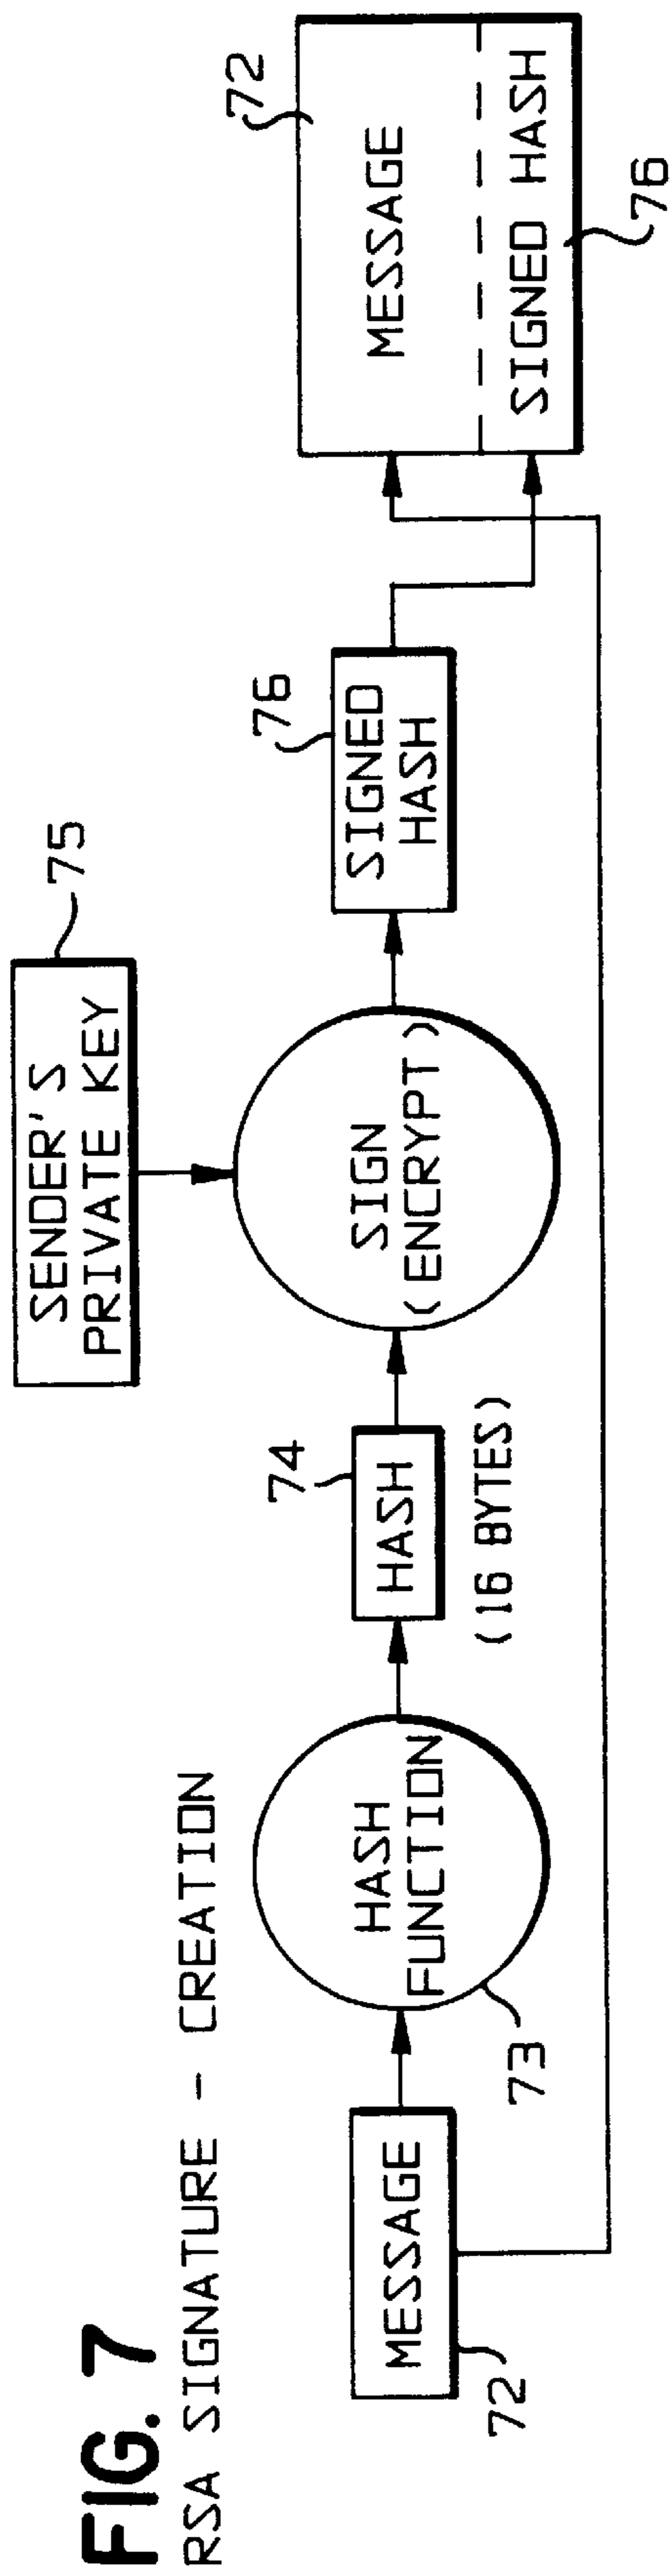 FIG. 7
RSA SIGNATURE - CREATION
MESSAGE
72
HASH
FUNCTION
73
HASH
74
(16 BYTES)
SENDER'S
PRIVATE KEY
75
SIGN
(ENCRYPT)
SIGNED
HASH
76
MESSAGE
72
SIGNED HASH
76